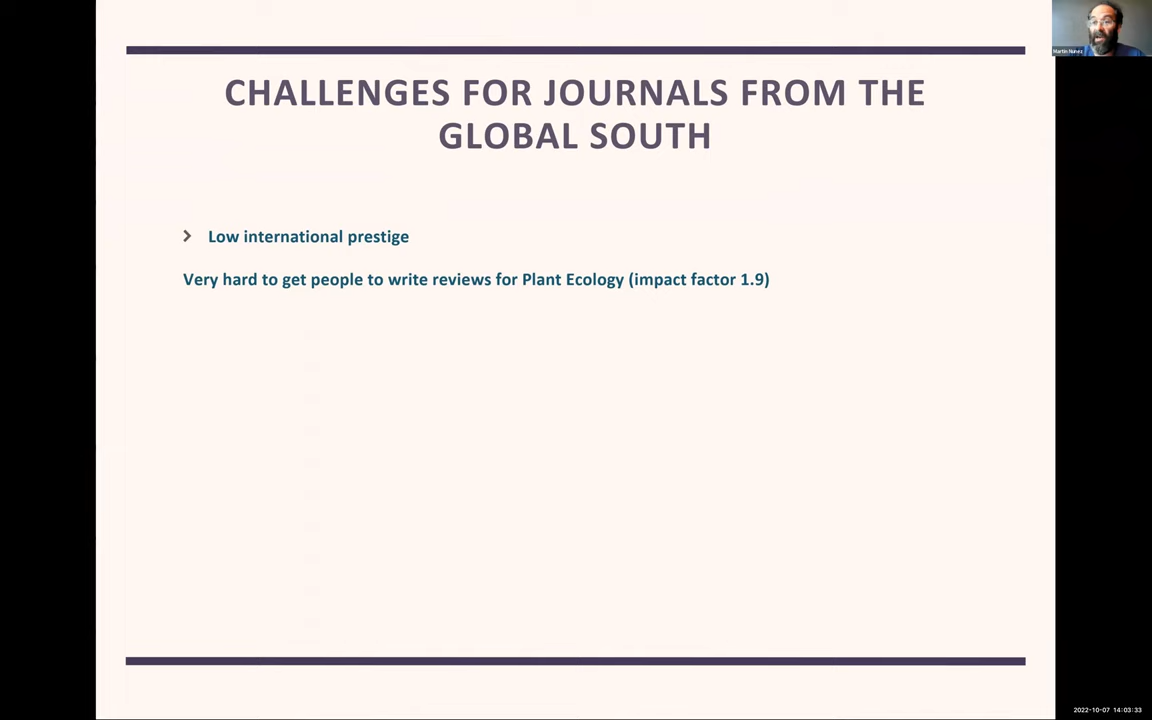 CHALLENGES FOR JOURNALS FROM THE
GLOBAL SOUTH
Low international prestige
Very hard to get people to write reviews for Plant Ecology (impact factor 1.9)
Martin Nuñez
2022-10-07 14:03:33